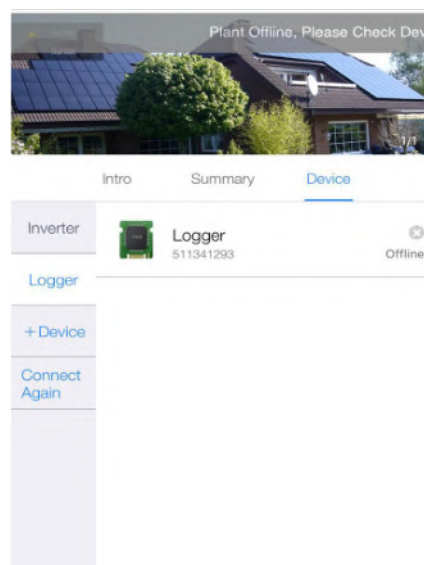 Plant Offline, Please Check Dev
Intro Summary Device
Inverter
Logger
511341293
Offline
Logger
+ Device
Connect
Again